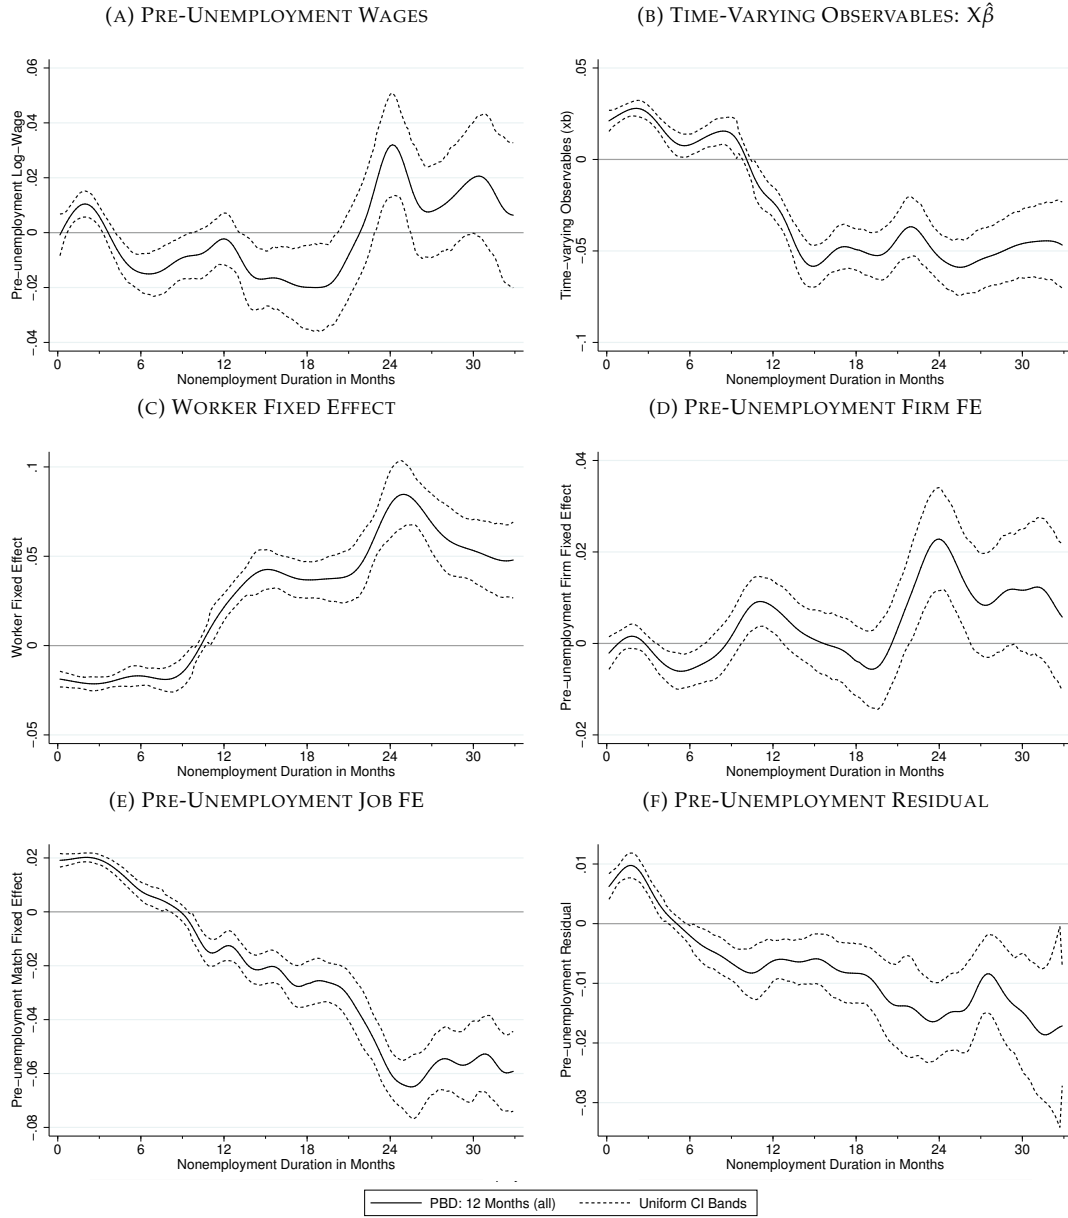 (A) PRE-UNEMPLOYMENT WAGES
Pre-unemployment Log-Wage
.06
.04
.02
0
-.02
-.04
0 6 12 18 24 30
Nonemployment Duration in Months
(B) TIME-VARYING OBSERVABLES: Xβ̂
Time-varying Observables (xb)
.05
0
-.05
-.1
0 6 12 18 24 30
Nonemployment Duration in Months
(C) WORKER FIXED EFFECT
Worker Fixed Effect
.1
.05
0
-.05
0 6 12 18 24 30
Nonemployment Duration in Months
(D) PRE-UNEMPLOYMENT FIRM FE
Pre-unemployment Firm Fixed Effect
.04
.02
0
-.02
0 6 12 18 24 30
Nonemployment Duration in Months
(E) PRE-UNEMPLOYMENT JOB FE
Pre-unemployment Match Fixed Effect
.02
0
-.02
-.04
-.06
-.08
0 6 12 18 24 30
Nonemployment Duration in Months
(F) PRE-UNEMPLOYMENT RESIDUAL
Pre-unemployment Residual
.01
0
-.01
-.02
-.03
0 6 12 18 24 30
Nonemployment Duration in Months
PBD: 12 Months (all) Uniform CI Bands